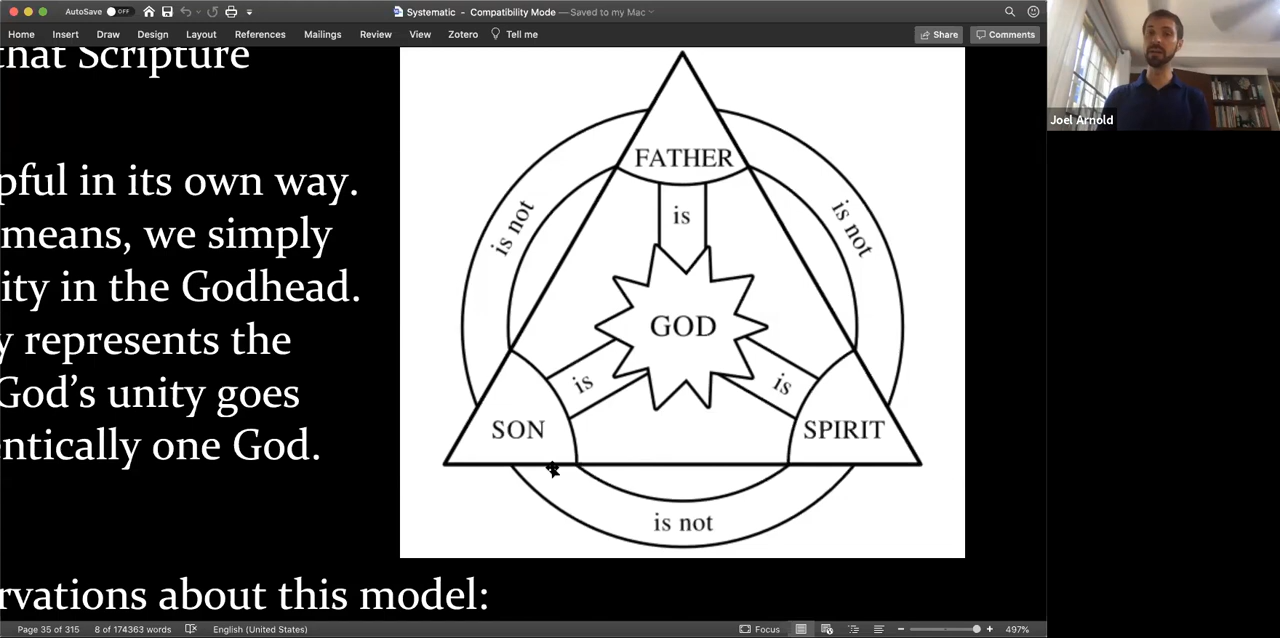 AutoSave OFF
Systematic - Compatibility Mode — Saved to my Mac
Home Insert Draw Design Layout References Mailings Review View Zotero Tell me Share Comments
that Scripture
pful in its own way.
means, we simply
ity in the Godhead.
y represents the
God's unity goes
entically one God.
rvations about this model:
FATHER
is
is not
is not
GOD
is
is
SON
SPIRIT
is not
Joel Arnold
Page 35 of 315 8 of 174363 words English (United States) Focus 497%